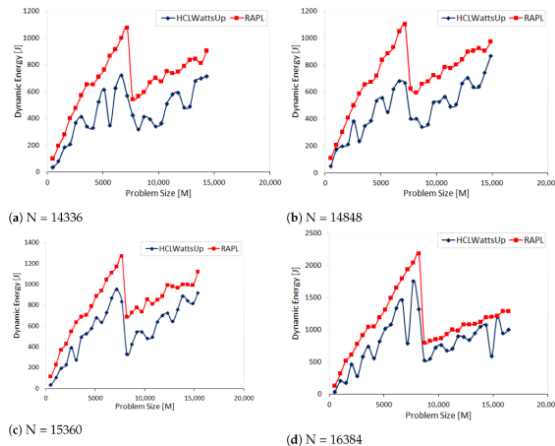 HCLWattsUp RAPL
1200
1000
800
600
400
200
0
Dynamic Energy [J]
0 5000 10,000 15,000 20,000
Problem Size [M]
(a) N = 14336
HCLWattsUp RAPL
1200
1000
800
600
400
200
0
Dynamic Energy [J]
0 5000 10,000 15,000 20,000
Problem Size [M]
(b) N = 14848
HCLWattsUp RAPL
1400
1200
1000
800
600
400
200
0
Dynamic Energy [J]
0 5000 10,000 15,000 20,000
Problem Size [M]
(c) N = 15360
HCLWattsUp RAPL
2500
2000
1500
1000
500
0
Dynamic Energy [J]
0 5000 10,000 15,000 20,000
Problem Size [M]
(d) N = 16384